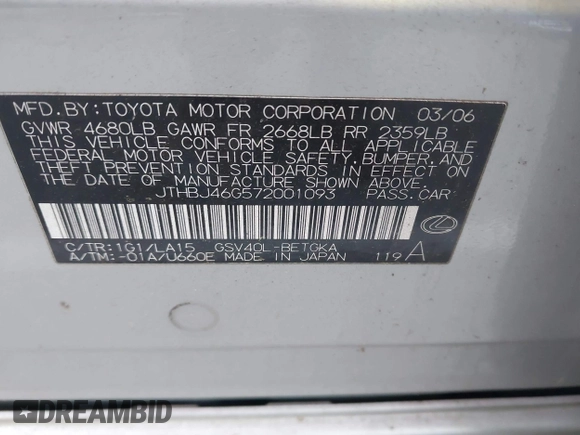 MFD.BY:TOYOTA MOTOR CORPORATION 03/06
GVWR 4680LB GAWR FR 2668LB RR 2359LB
THIS VEHICLE CONFORMS TO ALL APPLICABLE
FEDERAL MOTOR VEHICLE SAFETY,BUMPER,AND
THEFT PREVENTION STANDARDS IN EFFECT ON
THE DATE OF MANUFACTURE SHOWN ABOVE.
JTHBJ46G572001093 PASS.CAR
C/TR:1G1/LA15 GSV40L-BETGKA
A/TM:-01A/U660E MADE IN JAPAN 119 A
DREAMBID